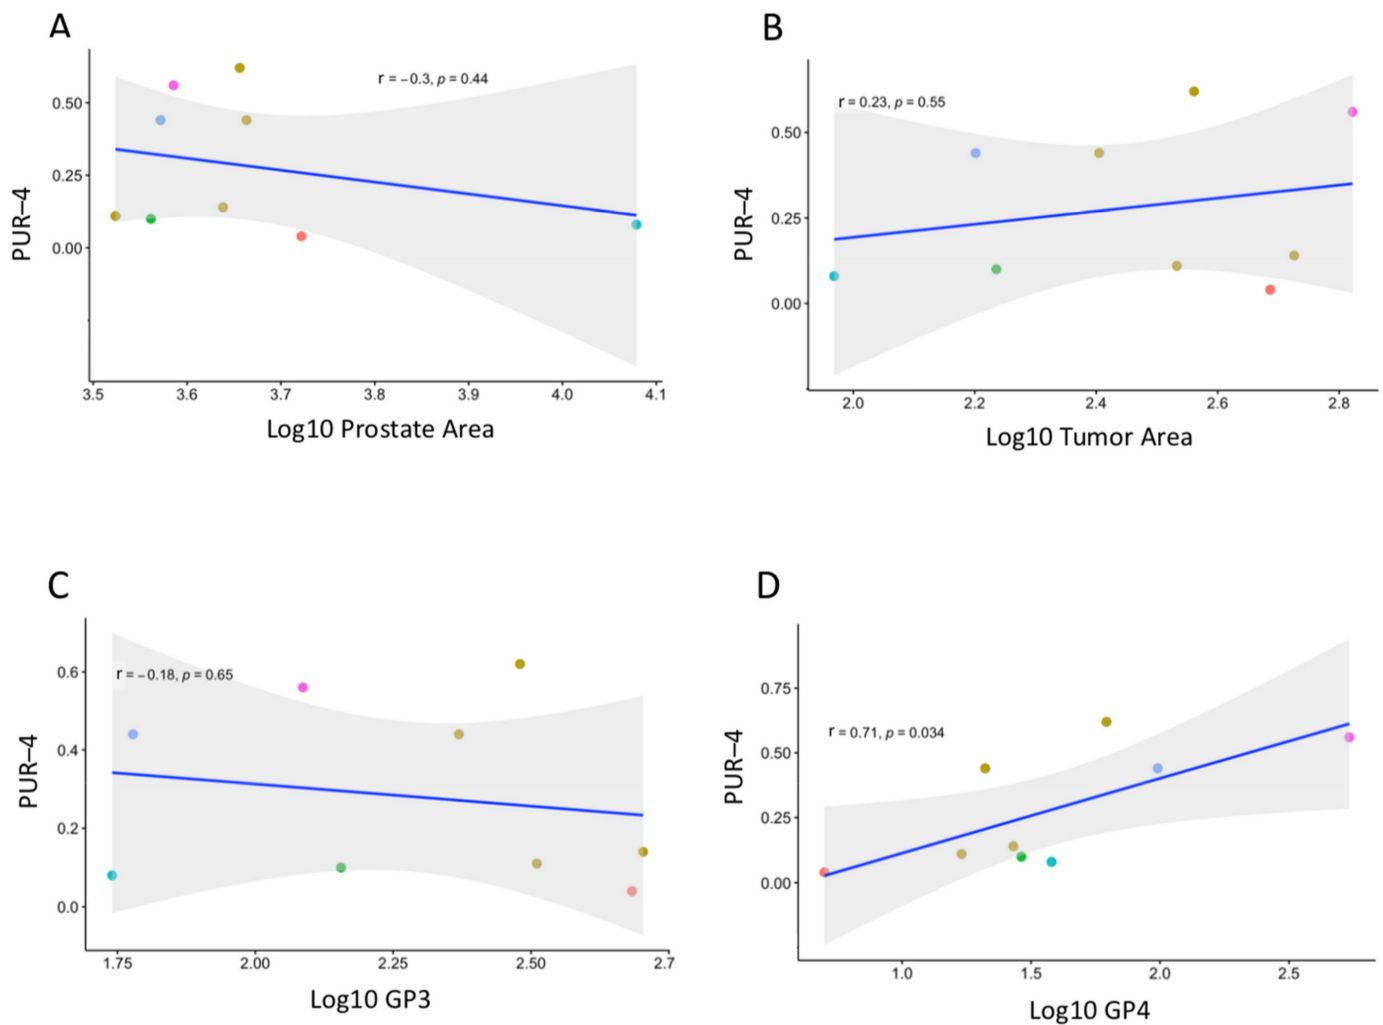 A
r = −0.3, p = 0.44
PUR−4
0.50
0.25
0.00
3.5 3.6 3.7 3.8 3.9 4.0 4.1
Log10 Prostate Area
B
r = 0.23, p = 0.55
PUR−4
0.50
0.25
0.00
2.0 2.2 2.4 2.6 2.8
Log10 Tumor Area
C
r = −0.18, p = 0.65
PUR−4
0.6
0.4
0.2
0.0
1.75 2.00 2.25 2.50 2.7
Log10 GP3
D
r = 0.71, p = 0.034
PUR−4
0.75
0.50
0.25
0.00
1.0 1.5 2.0 2.5
Log10 GP4